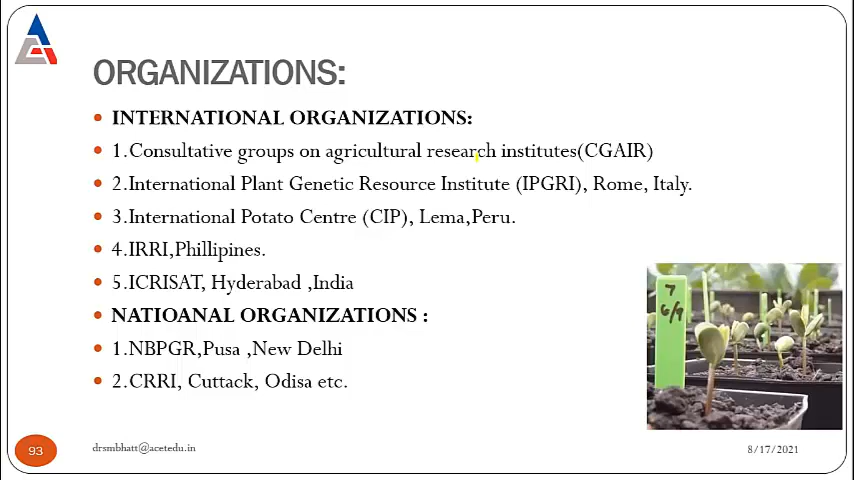 ORGANIZATIONS:
INTERNATIONAL ORGANIZATIONS:
1.Consultative groups on agricultural research institutes(CGAIR)
2.International Plant Genetic Resource Institute (IPGRI), Rome, Italy.
3.International Potato Centre (CIP), Lema,Peru.
4.IRRI,Phillipines.
5.ICRISAT, Hyderabad ,India
NATIOANAL ORGANIZATIONS :
1.NBPGR,Pusa ,New Delhi
2.CRRI, Cuttack, Odisa etc.
7
6/9
93
drsmbhatt@acetedu.in
8/17/2021